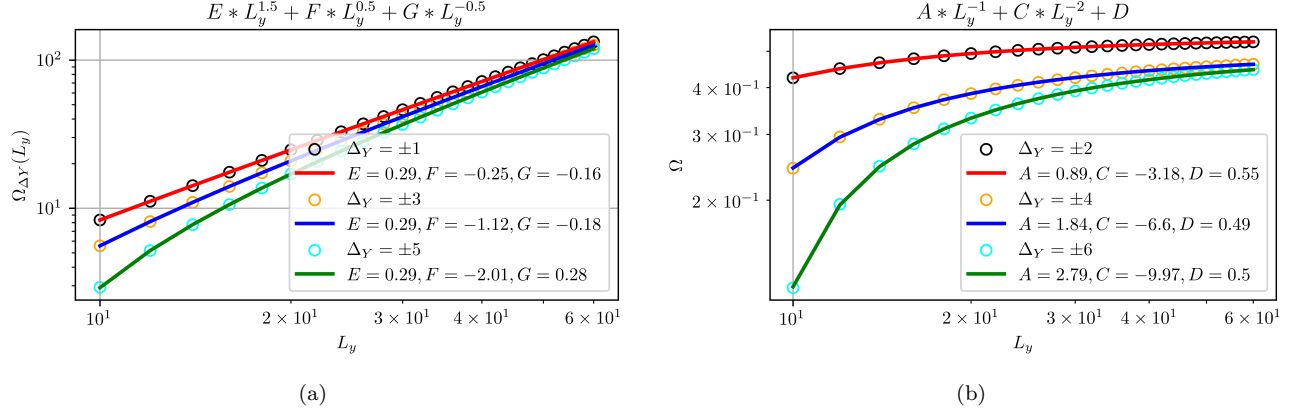 E ∗ L_y^{1.5} + F ∗ L_y^{0.5} + G ∗ L_y^{−0.5}
Ω_{ΔY}(L_y)
10^2
10^1
Δ_Y = ±1
E = 0.29, F = −0.25, G = −0.16
Δ_Y = ±3
E = 0.29, F = −1.12, G = −0.18
Δ_Y = ±5
E = 0.29, F = −2.01, G = 0.28
10^1
2 × 10^1
3 × 10^1
4 × 10^1
6 × 10^1
L_y
(a)
A ∗ L_y^{−1} + C ∗ L_y^{−2} + D
Ω
4 × 10^{−1}
3 × 10^{−1}
2 × 10^{−1}
Δ_Y = ±2
A = 0.89, C = −3.18, D = 0.55
Δ_Y = ±4
A = 1.84, C = −6.6, D = 0.49
Δ_Y = ±6
A = 2.79, C = −9.97, D = 0.5
10^1
2 × 10^1
3 × 10^1
4 × 10^1
6 × 10^1
L_y
(b)